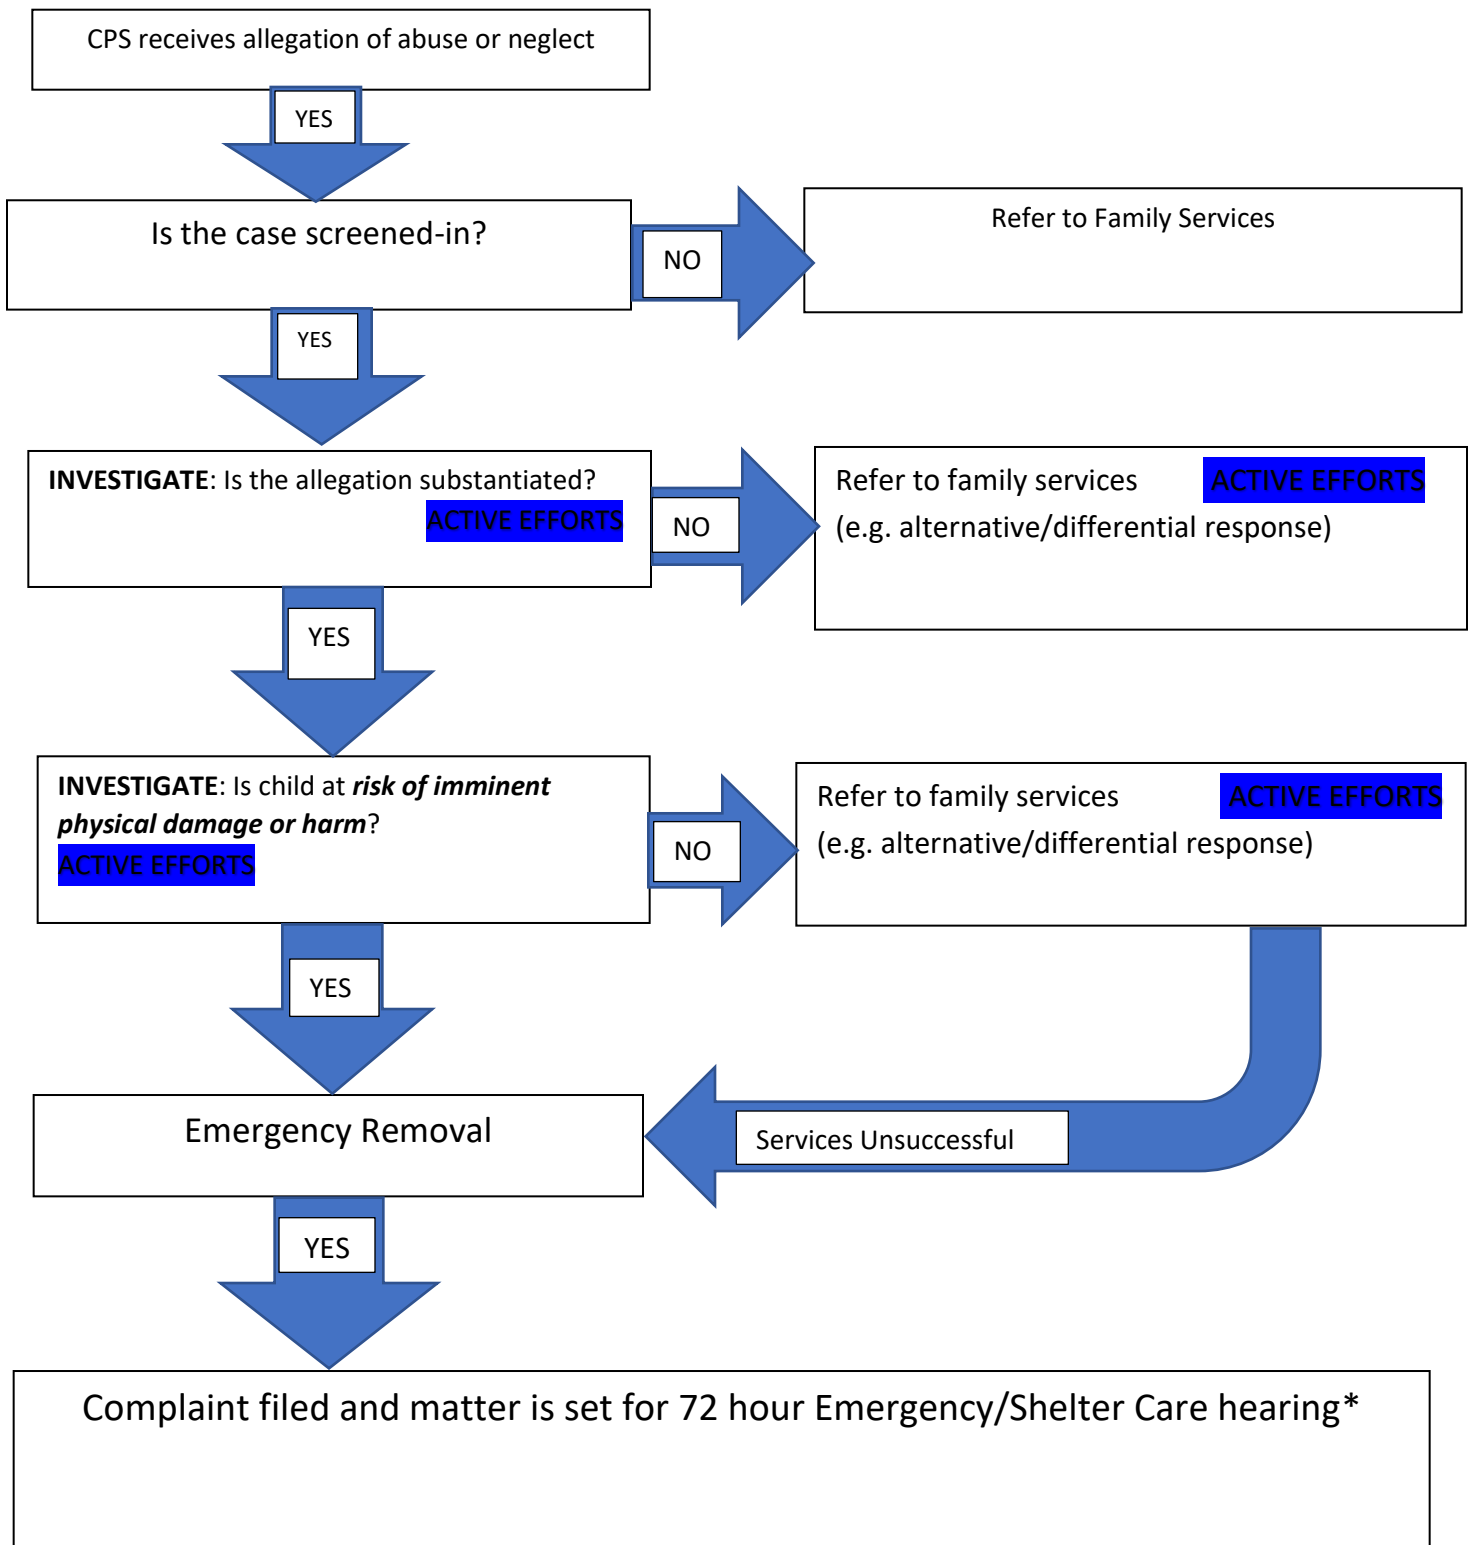 CPS receives allegation of abuse or neglect
YES
Is the case screened-in?
NO
Refer to Family Services
YES
INVESTIGATE: Is the allegation substantiated?
ACTIVE EFFORTS
NO
Refer to family services ACTIVE EFFORTS
(e.g. alternative/differential response)
YES
INVESTIGATE: Is child at risk of imminent
physical damage or harm?
ACTIVE EFFORTS
NO
Refer to family services ACTIVE EFFORTS
(e.g. alternative/differential response)
YES
Emergency Removal
Services Unsuccessful
YES
Complaint filed and matter is set for 72 hour Emergency/Shelter Care hearing*